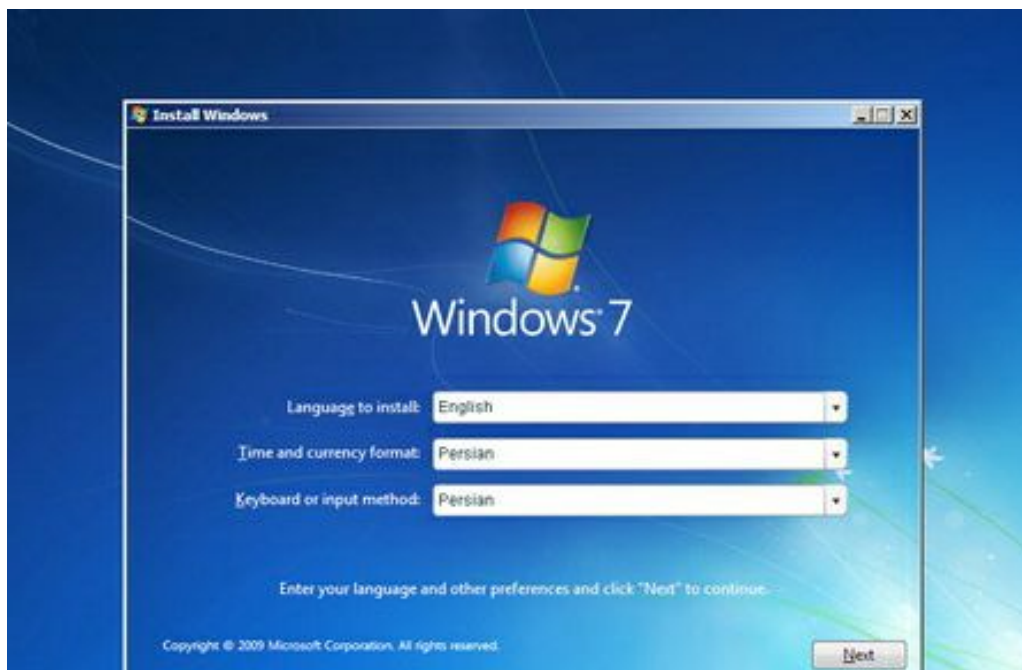 Install Windows
Windows 7
Language to install: English
Time and currency format: Persian
Keyboard or input method: Persian
Enter your language and other preferences and click "Next" to continue.
Copyright © 2009 Microsoft Corporation. All rights reserved.
Next